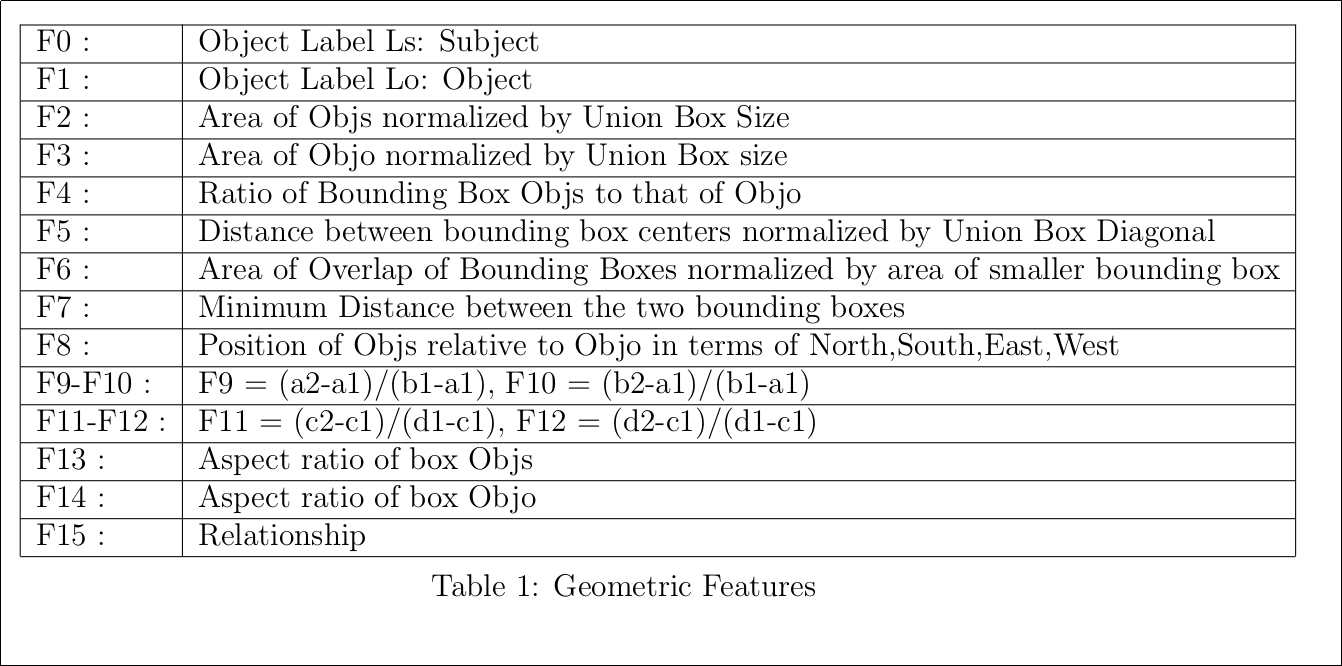 F0 : Object Label Ls: Subject
F1 : Object Label Lo: Object
F2 : Area of Objs normalized by Union Box Size
F3 : Area of Objo normalized by Union Box size
F4 : Ratio of Bounding Box Objs to that of Objo
F5 : Distance between bounding box centers normalized by Union Box Diagonal
F6 : Area of Overlap of Bounding Boxes normalized by area of smaller bounding box
F7 : Minimum Distance between the two bounding boxes
F8 : Position of Objs relative to Objo in terms of North,South,East,West
F9-F10 : F9 = (a2-a1)/(b1-a1), F10 = (b2-a1)/(b1-a1)
F11-F12 : F11 = (c2-c1)/(d1-c1), F12 = (d2-c1)/(d1-c1)
F13 : Aspect ratio of box Objs
F14 : Aspect ratio of box Objo
F15 : Relationship
Table 1: Geometric Features